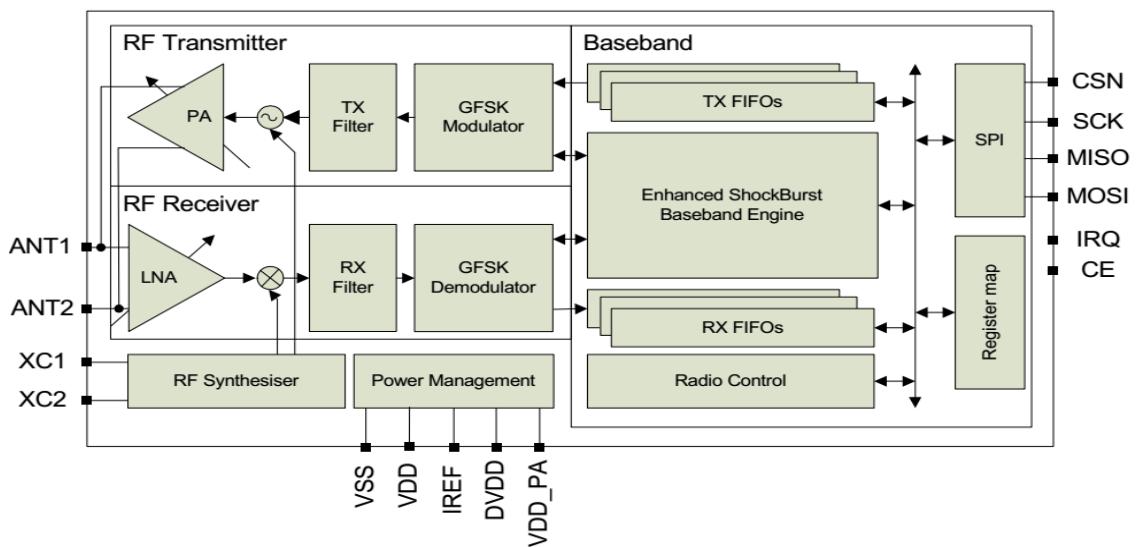 RF Transmitter
Baseband
PA
TX
Filter
GFSK
Modulator
TX FIFOs
SPI
CSN
SCK
MISO
MOSI
Enhanced ShockBurst
Baseband Engine
RF Receiver
ANT1
ANT2
LNA
RX
Filter
GFSK
Demodulator
RX FIFOs
Register map
IRQ
CE
XC1
XC2
RF Synthesiser
Power Management
Radio Control
VSS
VDD
IREF
DVDD
VDD_PA